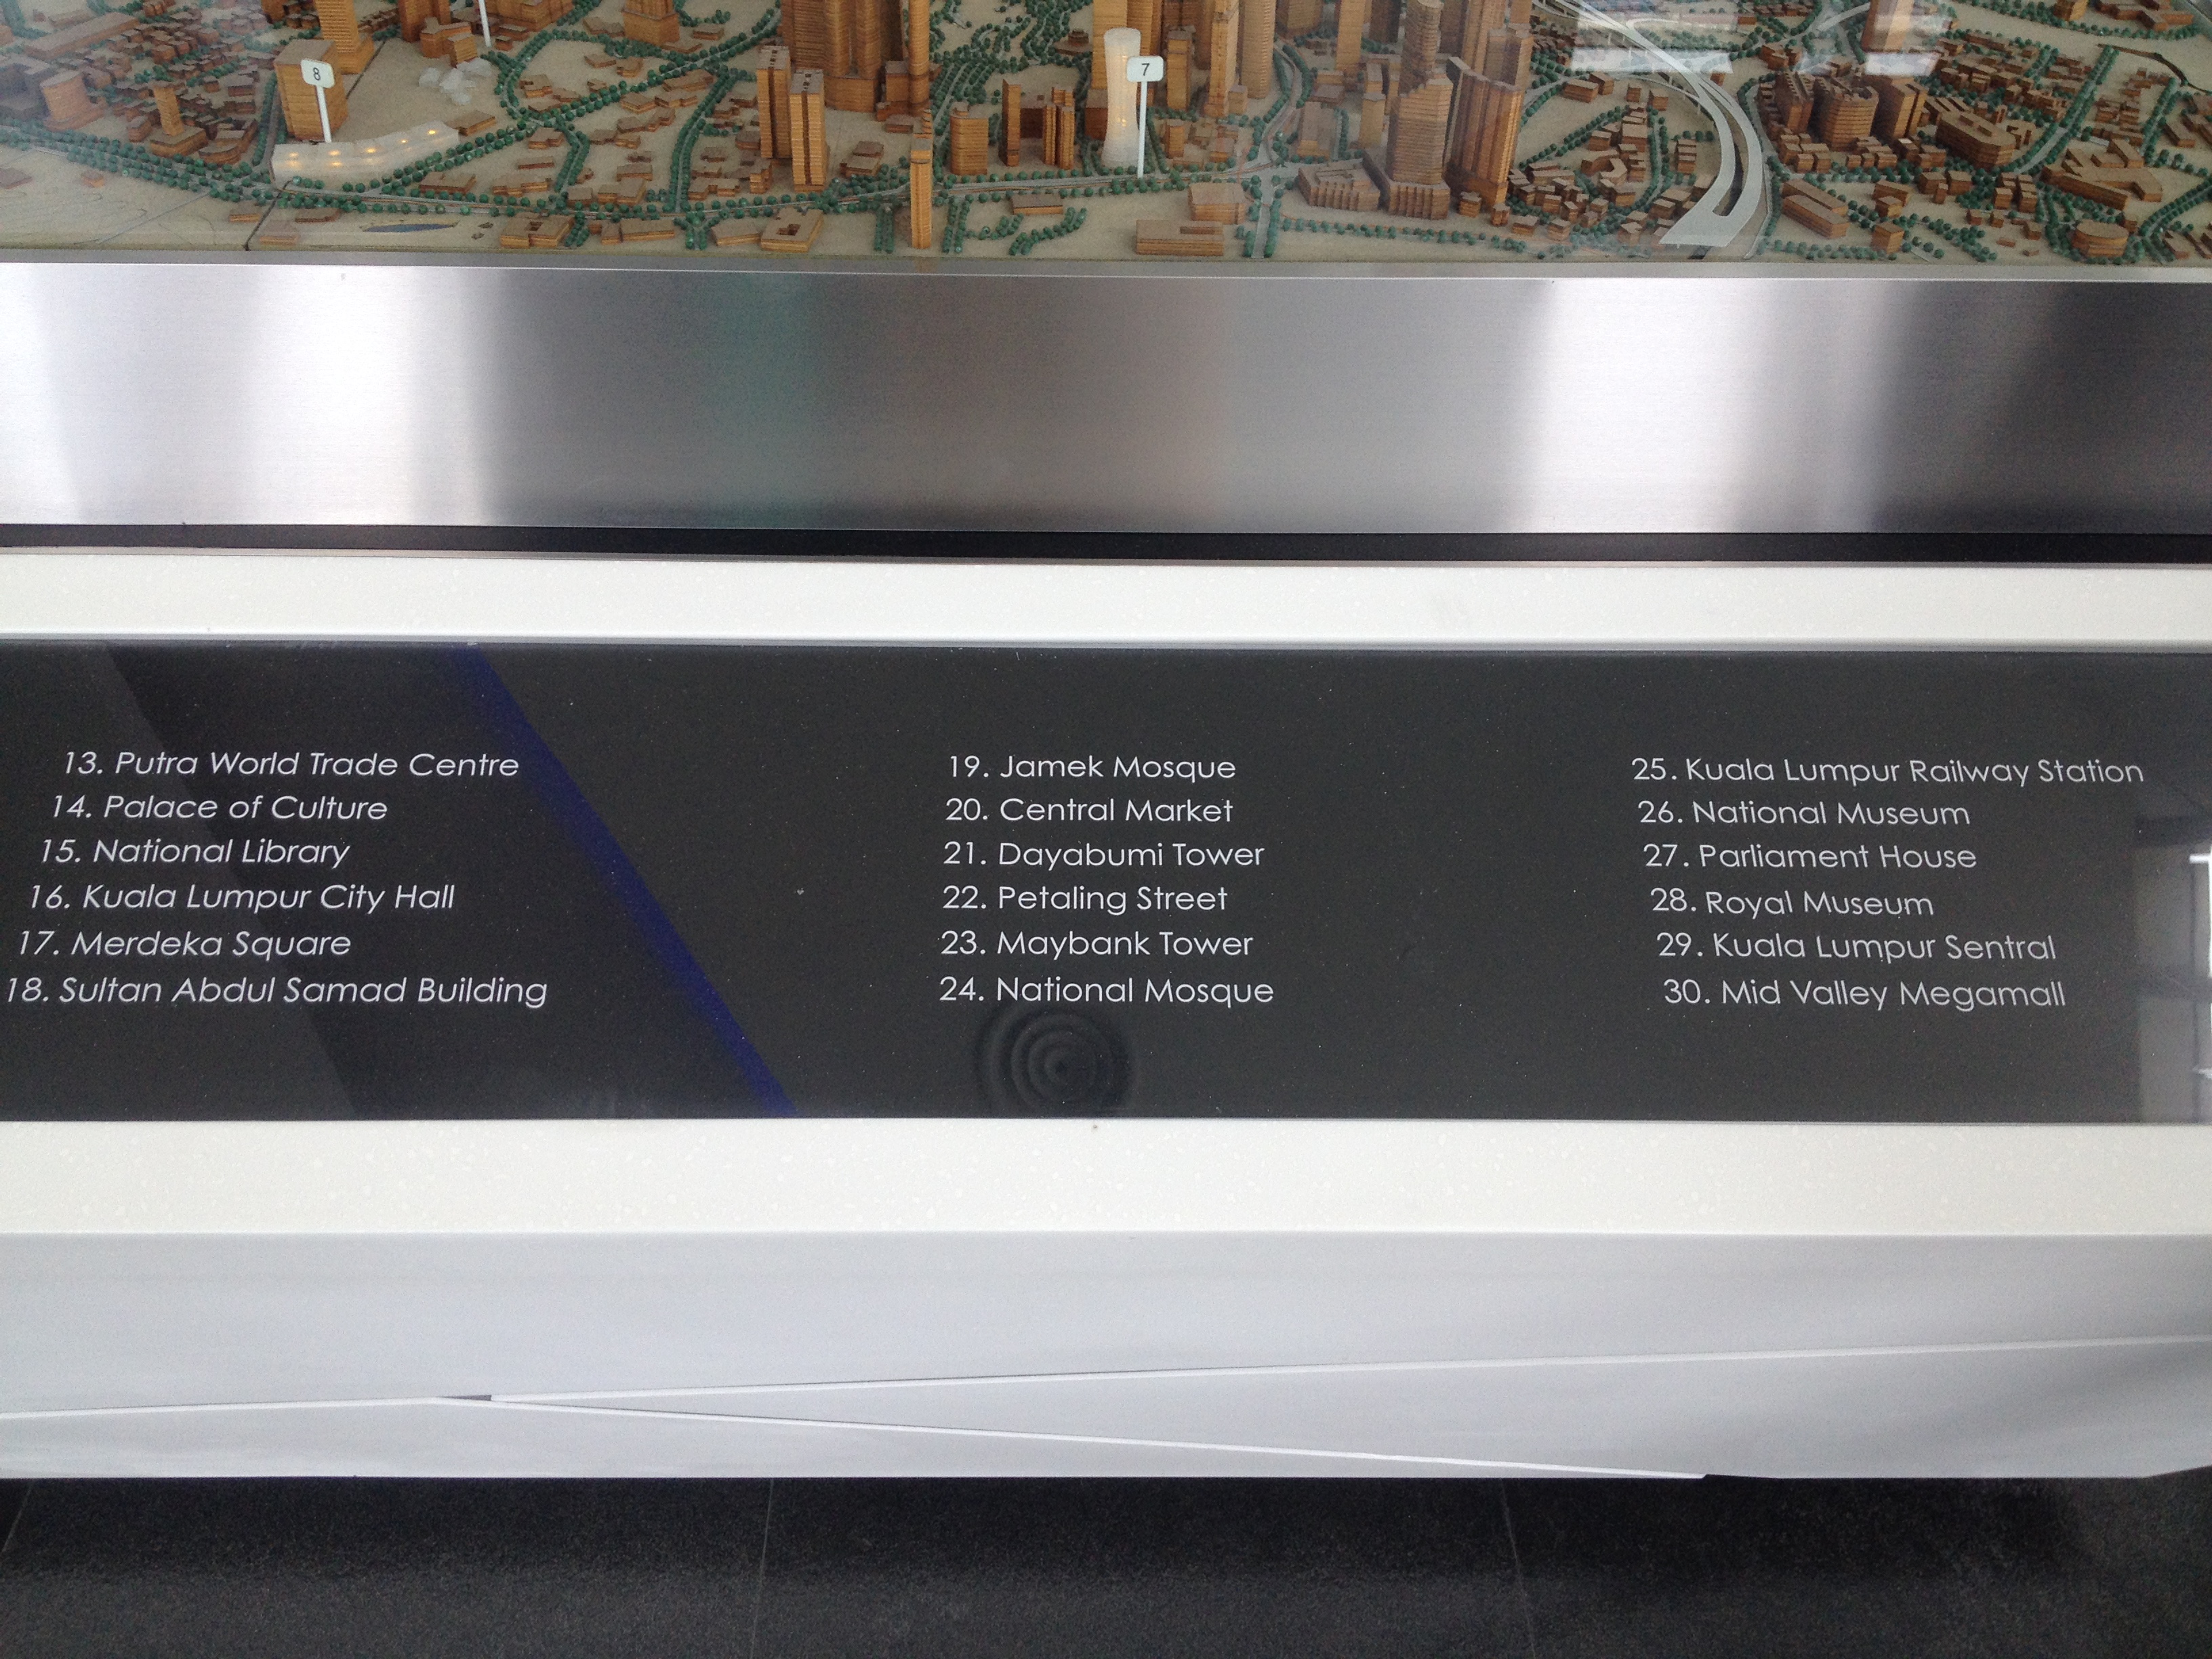 8
7
13. Putra World Trade Centre
14. Palace of Culture
15. National Library
16. Kuala Lumpur City Hall
17. Merdeka Square
18. Sultan Abdul Samad Building
19. Jamek Mosque
20. Central Market
21. Dayabumi Tower
22. Petaling Street
23. Maybank Tower
24. National Mosque
25. Kuala Lumpur Railway Station
26. National Museum
27. Parliament House
28. Royal Museum
29. Kuala Lumpur Sentral
30. Mid Valley Megamall